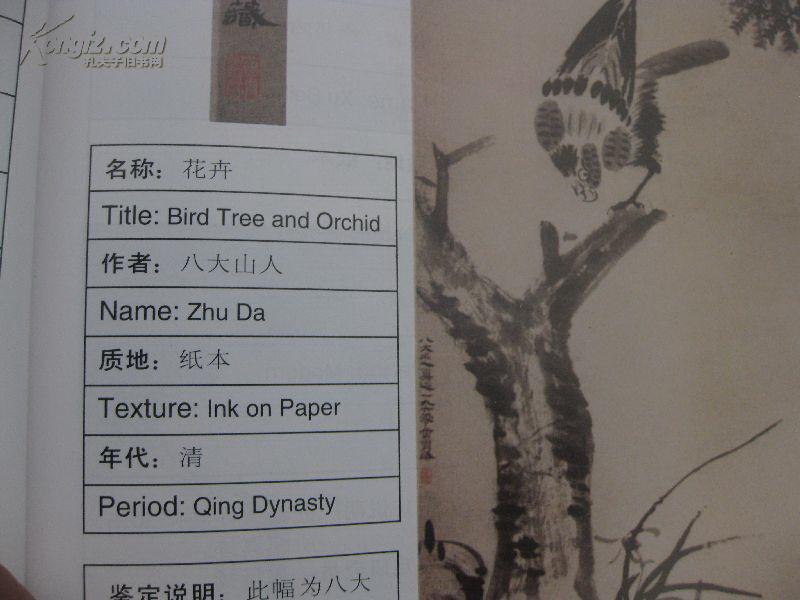 藏
Kongfz.com
孔夫子旧书网
名称：花卉
Title: Bird Tree and Orchid
作者：八大山人
Name: Zhu Da
质地：纸本
Texture: Ink on Paper
年代：清
Period: Qing Dynasty
鉴定说明：此幅为八大